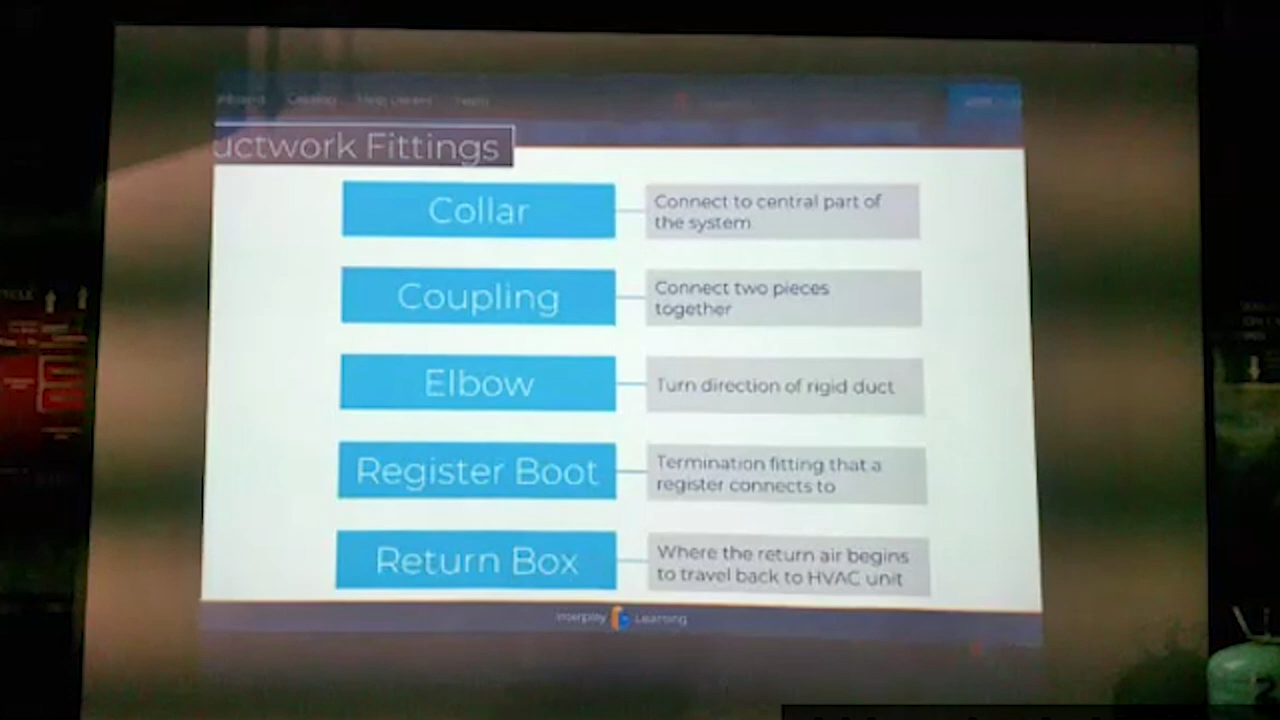 uctwork Fittings
Collar
Connect to central part of
the system
Coupling
Connect two pieces
together
Elbow
Turn direction of rigid duct
Register Boot
Termination fitting that a
register connects to
Return Box
Where the return air begins
to travel back to HVAC unit
Interplay Learning